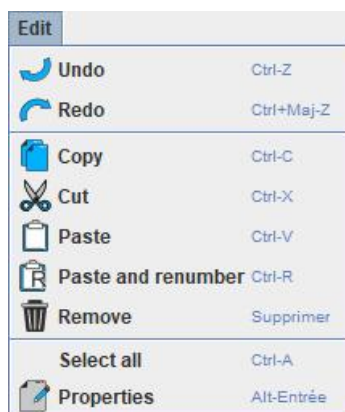 Edit
Undo Ctrl-Z
Redo Ctrl+Maj-Z
Copy Ctrl-C
Cut Ctrl-X
Paste Ctrl-V
R Paste and renumber Ctrl-R
Remove Supprimer
Select all Ctrl-A
Properties Alt-Entrée